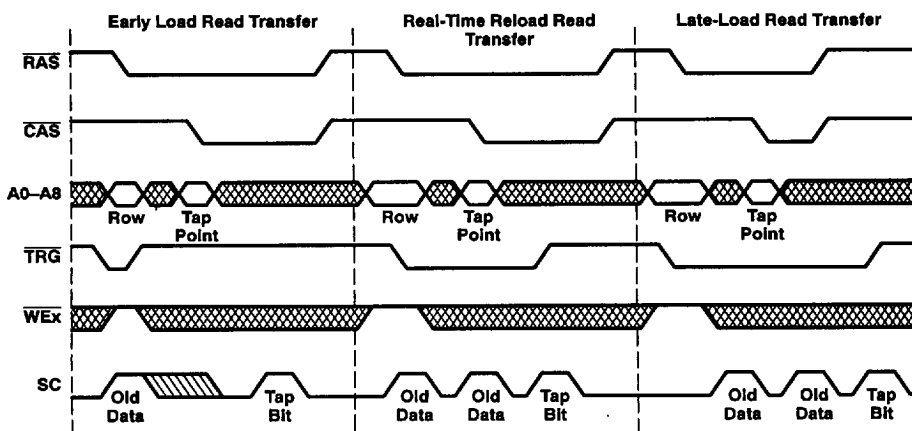 Early Load Read Transfer
Real-Time Reload Read
Transfer
Late-Load Read Transfer
RAS
CAS
A0–A8
Row
Tap
Point
Row
Tap
Point
Row
Tap
Point
TRG
WEx
SC
Old
Data
Tap
Bit
Old
Data
Old
Data
Tap
Bit
Old
Data
Old
Data
Tap
Bit